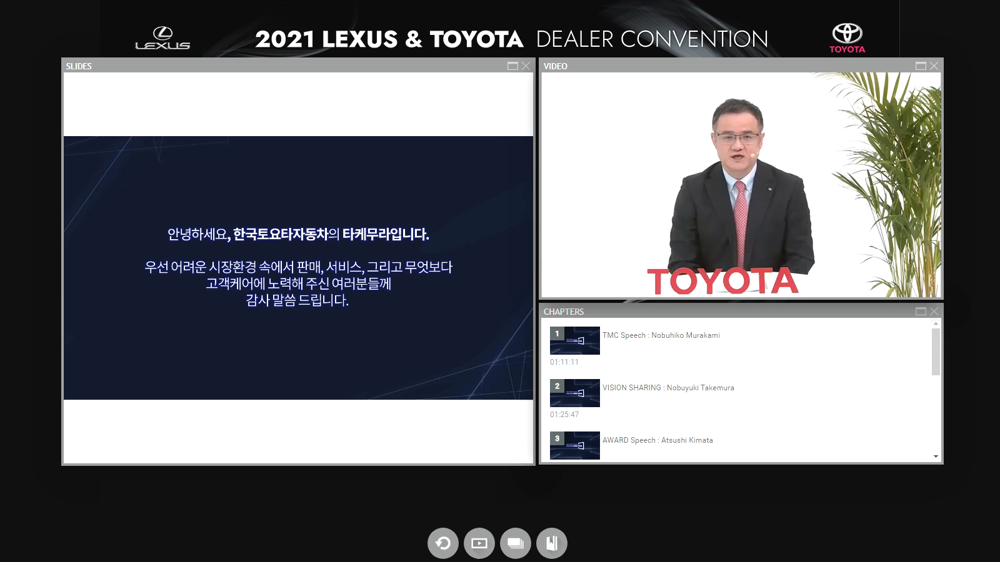 LEXUS
2021 LEXUS & TOYOTA DEALER CONVENTION
TOYOTA
SLIDES
안녕하세요, 한국토요타자동차의 타케무라입니다.
우선 어려운 시장환경 속에서 판매, 서비스, 그리고 무엇보다
고객케어에 노력해 주신 여러분들께
감사 말씀 드립니다.
VIDEO
TOYOTA
CHAPTERS
1
TMC Speech : Nobuhiko Murakami
01:11:11
2
VISION SHARING : Nobuyuki Takemura
01:25:47
3
AWARD Speech : Atsushi Kimata